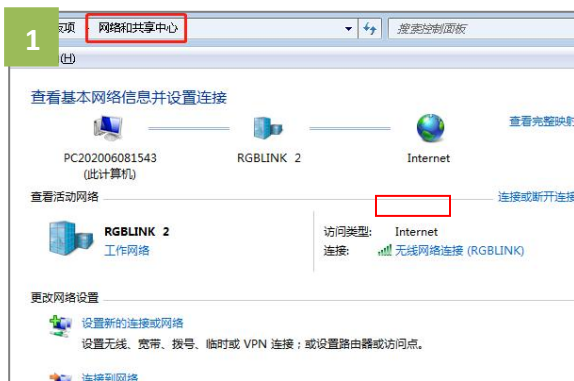 1
网络和共享中心
搜索控制面板
(H)
查看基本网络信息并设置连接
查看完整映射
PC202006081543
(此计算机)
RGBLINK 2
Internet
查看活动网络
连接或断开连接
RGBLINK 2
工作网络
访问类型: Internet
连接: 无线网络连接 (RGBLINK)
更改网络设置
设置新的连接或网络
设置无线、宽带、拨号、临时或 VPN 连接；或设置路由器或访问点。
连接到网络